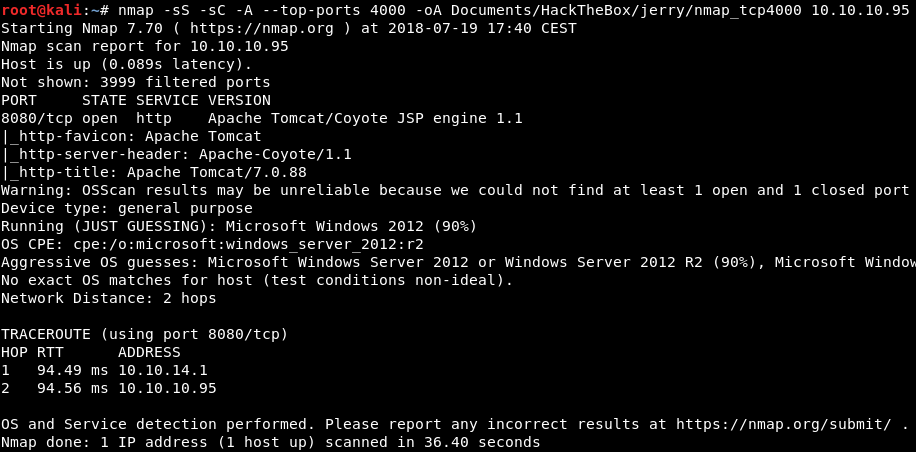 root@kali:~# nmap -sS -sC -A --top-ports 4000 -oA Documents/HackTheBox/jerry/nmap_tcp4000 10.10.10.95
Starting Nmap 7.70 ( https://nmap.org ) at 2018-07-19 17:40 CEST
Nmap scan report for 10.10.10.95
Host is up (0.089s latency).
Not shown: 3999 filtered ports
PORT     STATE SERVICE VERSION
8080/tcp open  http    Apache Tomcat/Coyote JSP engine 1.1
|_http-favicon: Apache Tomcat
|_http-server-header: Apache-Coyote/1.1
|_http-title: Apache Tomcat/7.0.88
Warning: OSScan results may be unreliable because we could not find at least 1 open and 1 closed port
Device type: general purpose
Running (JUST GUESSING): Microsoft Windows 2012 (90%)
OS CPE: cpe:/o:microsoft:windows_server_2012:r2
Aggressive OS guesses: Microsoft Windows Server 2012 or Windows Server 2012 R2 (90%), Microsoft Window
No exact OS matches for host (test conditions non-ideal).
Network Distance: 2 hops
TRACEROUTE (using port 8080/tcp)
HOP RTT      ADDRESS
1   94.49 ms 10.10.14.1
2   94.56 ms 10.10.10.95
OS and Service detection performed. Please report any incorrect results at https://nmap.org/submit/ .
Nmap done: 1 IP address (1 host up) scanned in 36.40 seconds